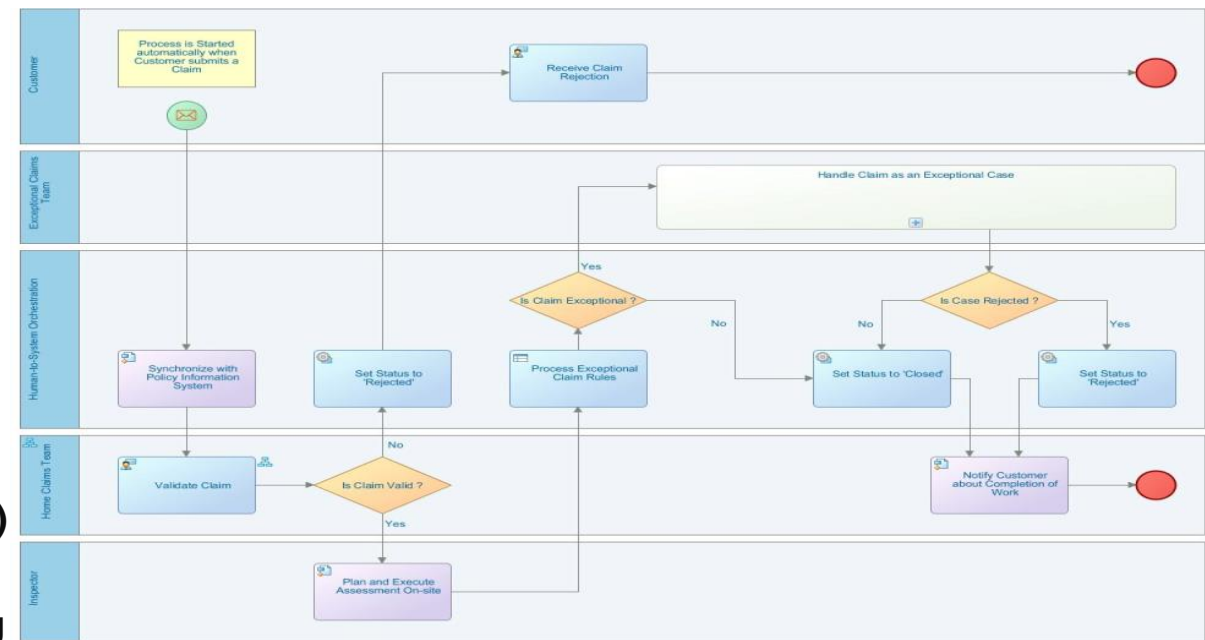 Customer
Process is Started
automatically when
Customer submits a
Claim
Receive Claim
Rejection
Exceptional Claims
Team
Handle Claim as an Exceptional Case
Human-to-System Orchestration
Yes
Is Claim Exceptional ?
No
Is Case Rejected ?
No
Yes
Synchronize with
Policy Information
System
Set Status to
'Rejected'
Process Exceptional
Claim Rules
Set Status to 'Closed'
Set Status to
'Rejected'
Home Claims Team
No
Validate Claim
Is Claim Valid ?
Yes
Notify Customer
about Completion of
Work
)
Inspector
Plan and Execute
Assessment On-site